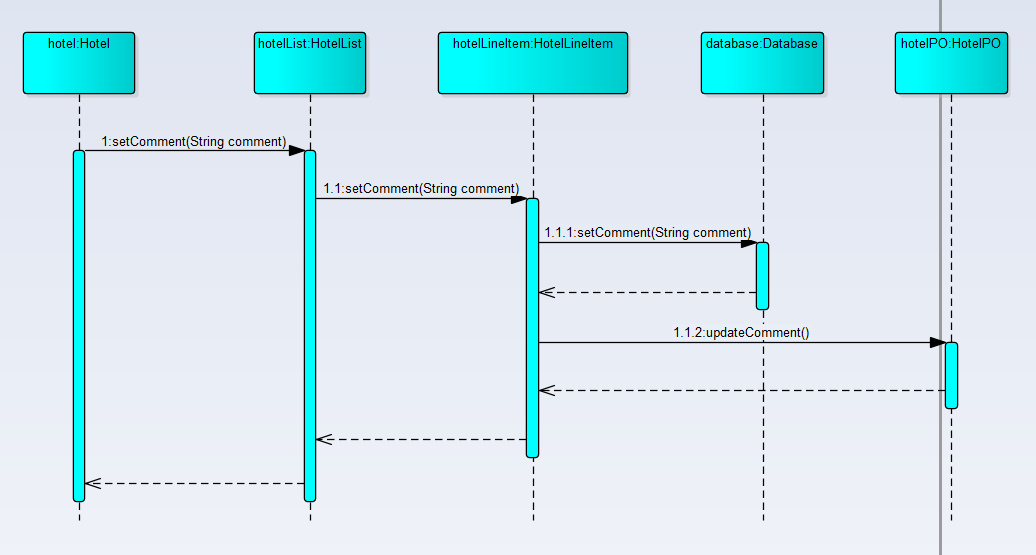 hotel:Hotel
hotelList:HotelList
hotelLineItem:HotelLineItem
database:Database
hotelPO:HotelPO
1:setComment(String comment)
1.1:setComment(String comment)
1.1.1:setComment(String comment)
1.1.2:updateComment()